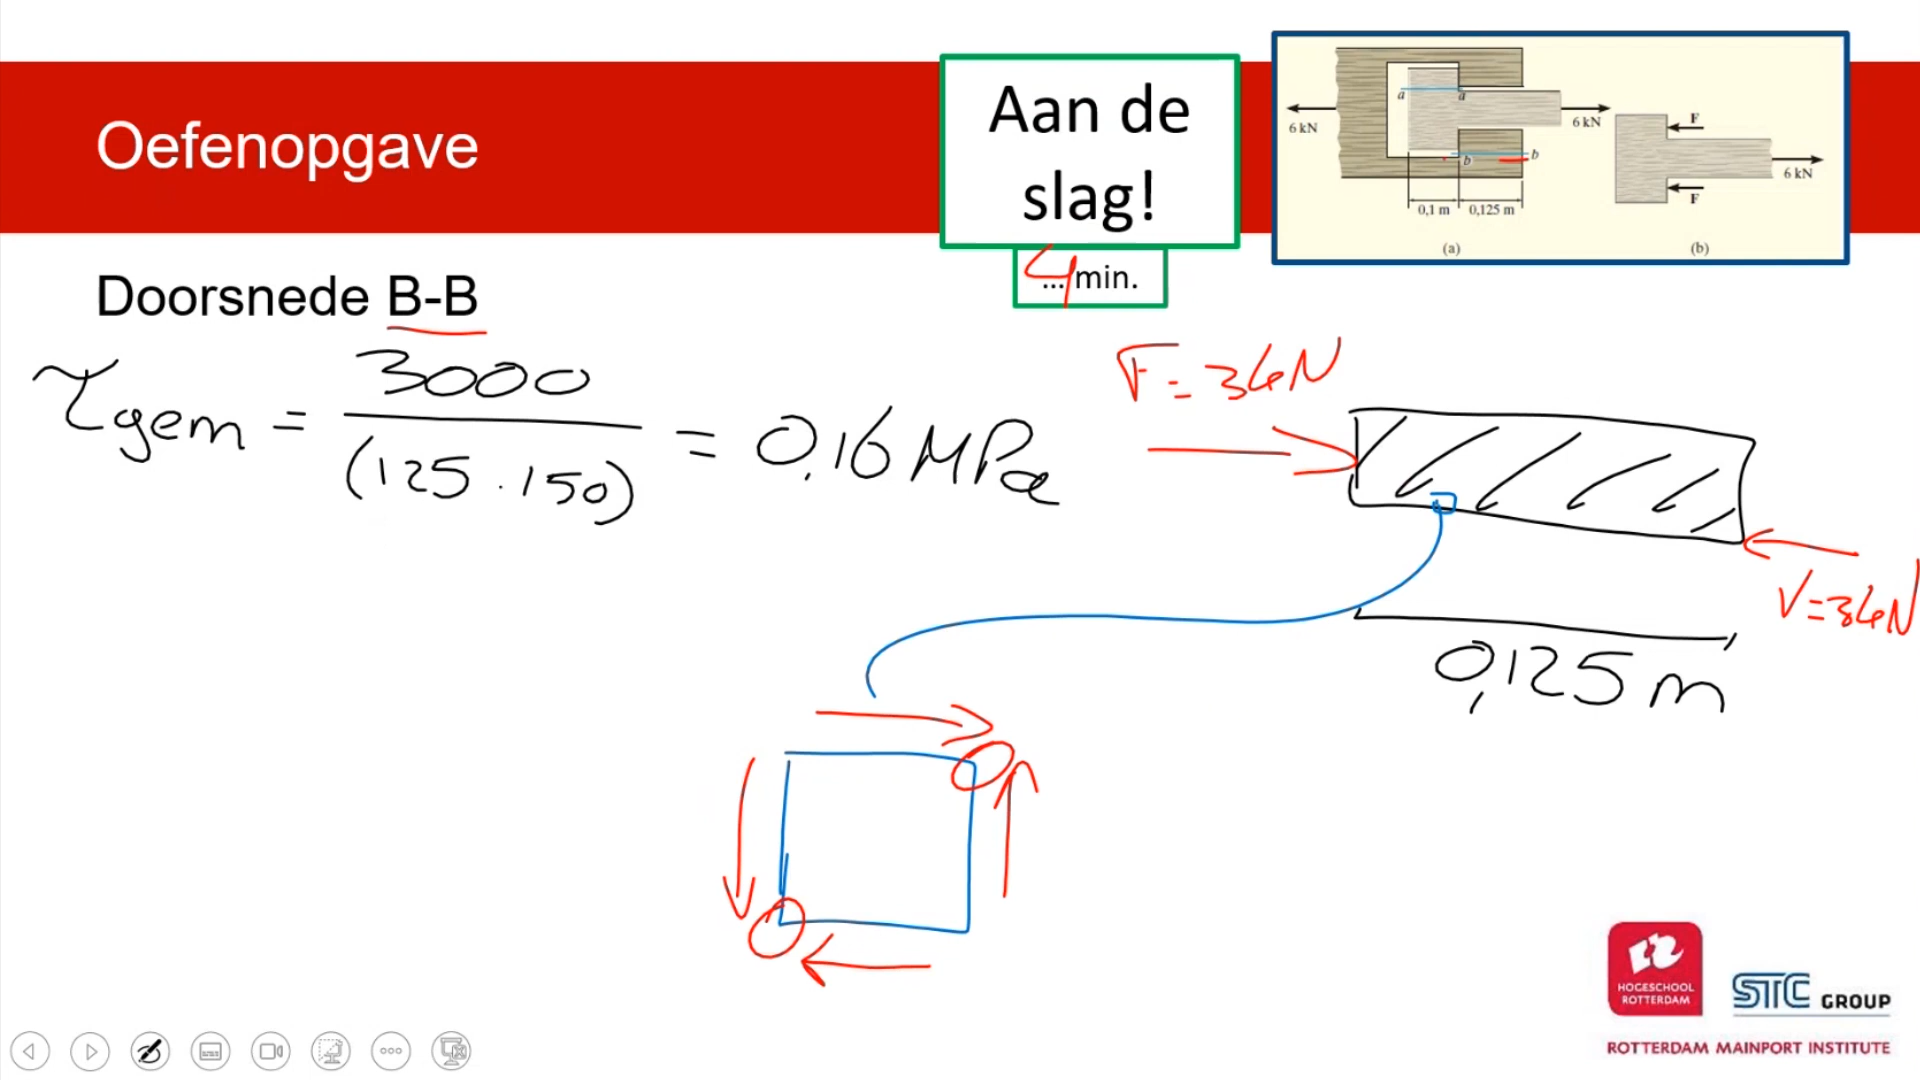 Oefenopgave
Aan de
slag!
... 4 min.
6 kN
a
a
6 kN
b
b
0,1 m
0,125 m
(a)
F
F
6 kN
(b)
Doorsnede B-B
τgem = 3000 / (125 . 150) = 0,16 MPa
F = 3kN
V = 3kN
0,125 m
HOGESCHOOL
ROTTERDAM
STC GROUP
ROTTERDAM MAINPORT INSTITUTE